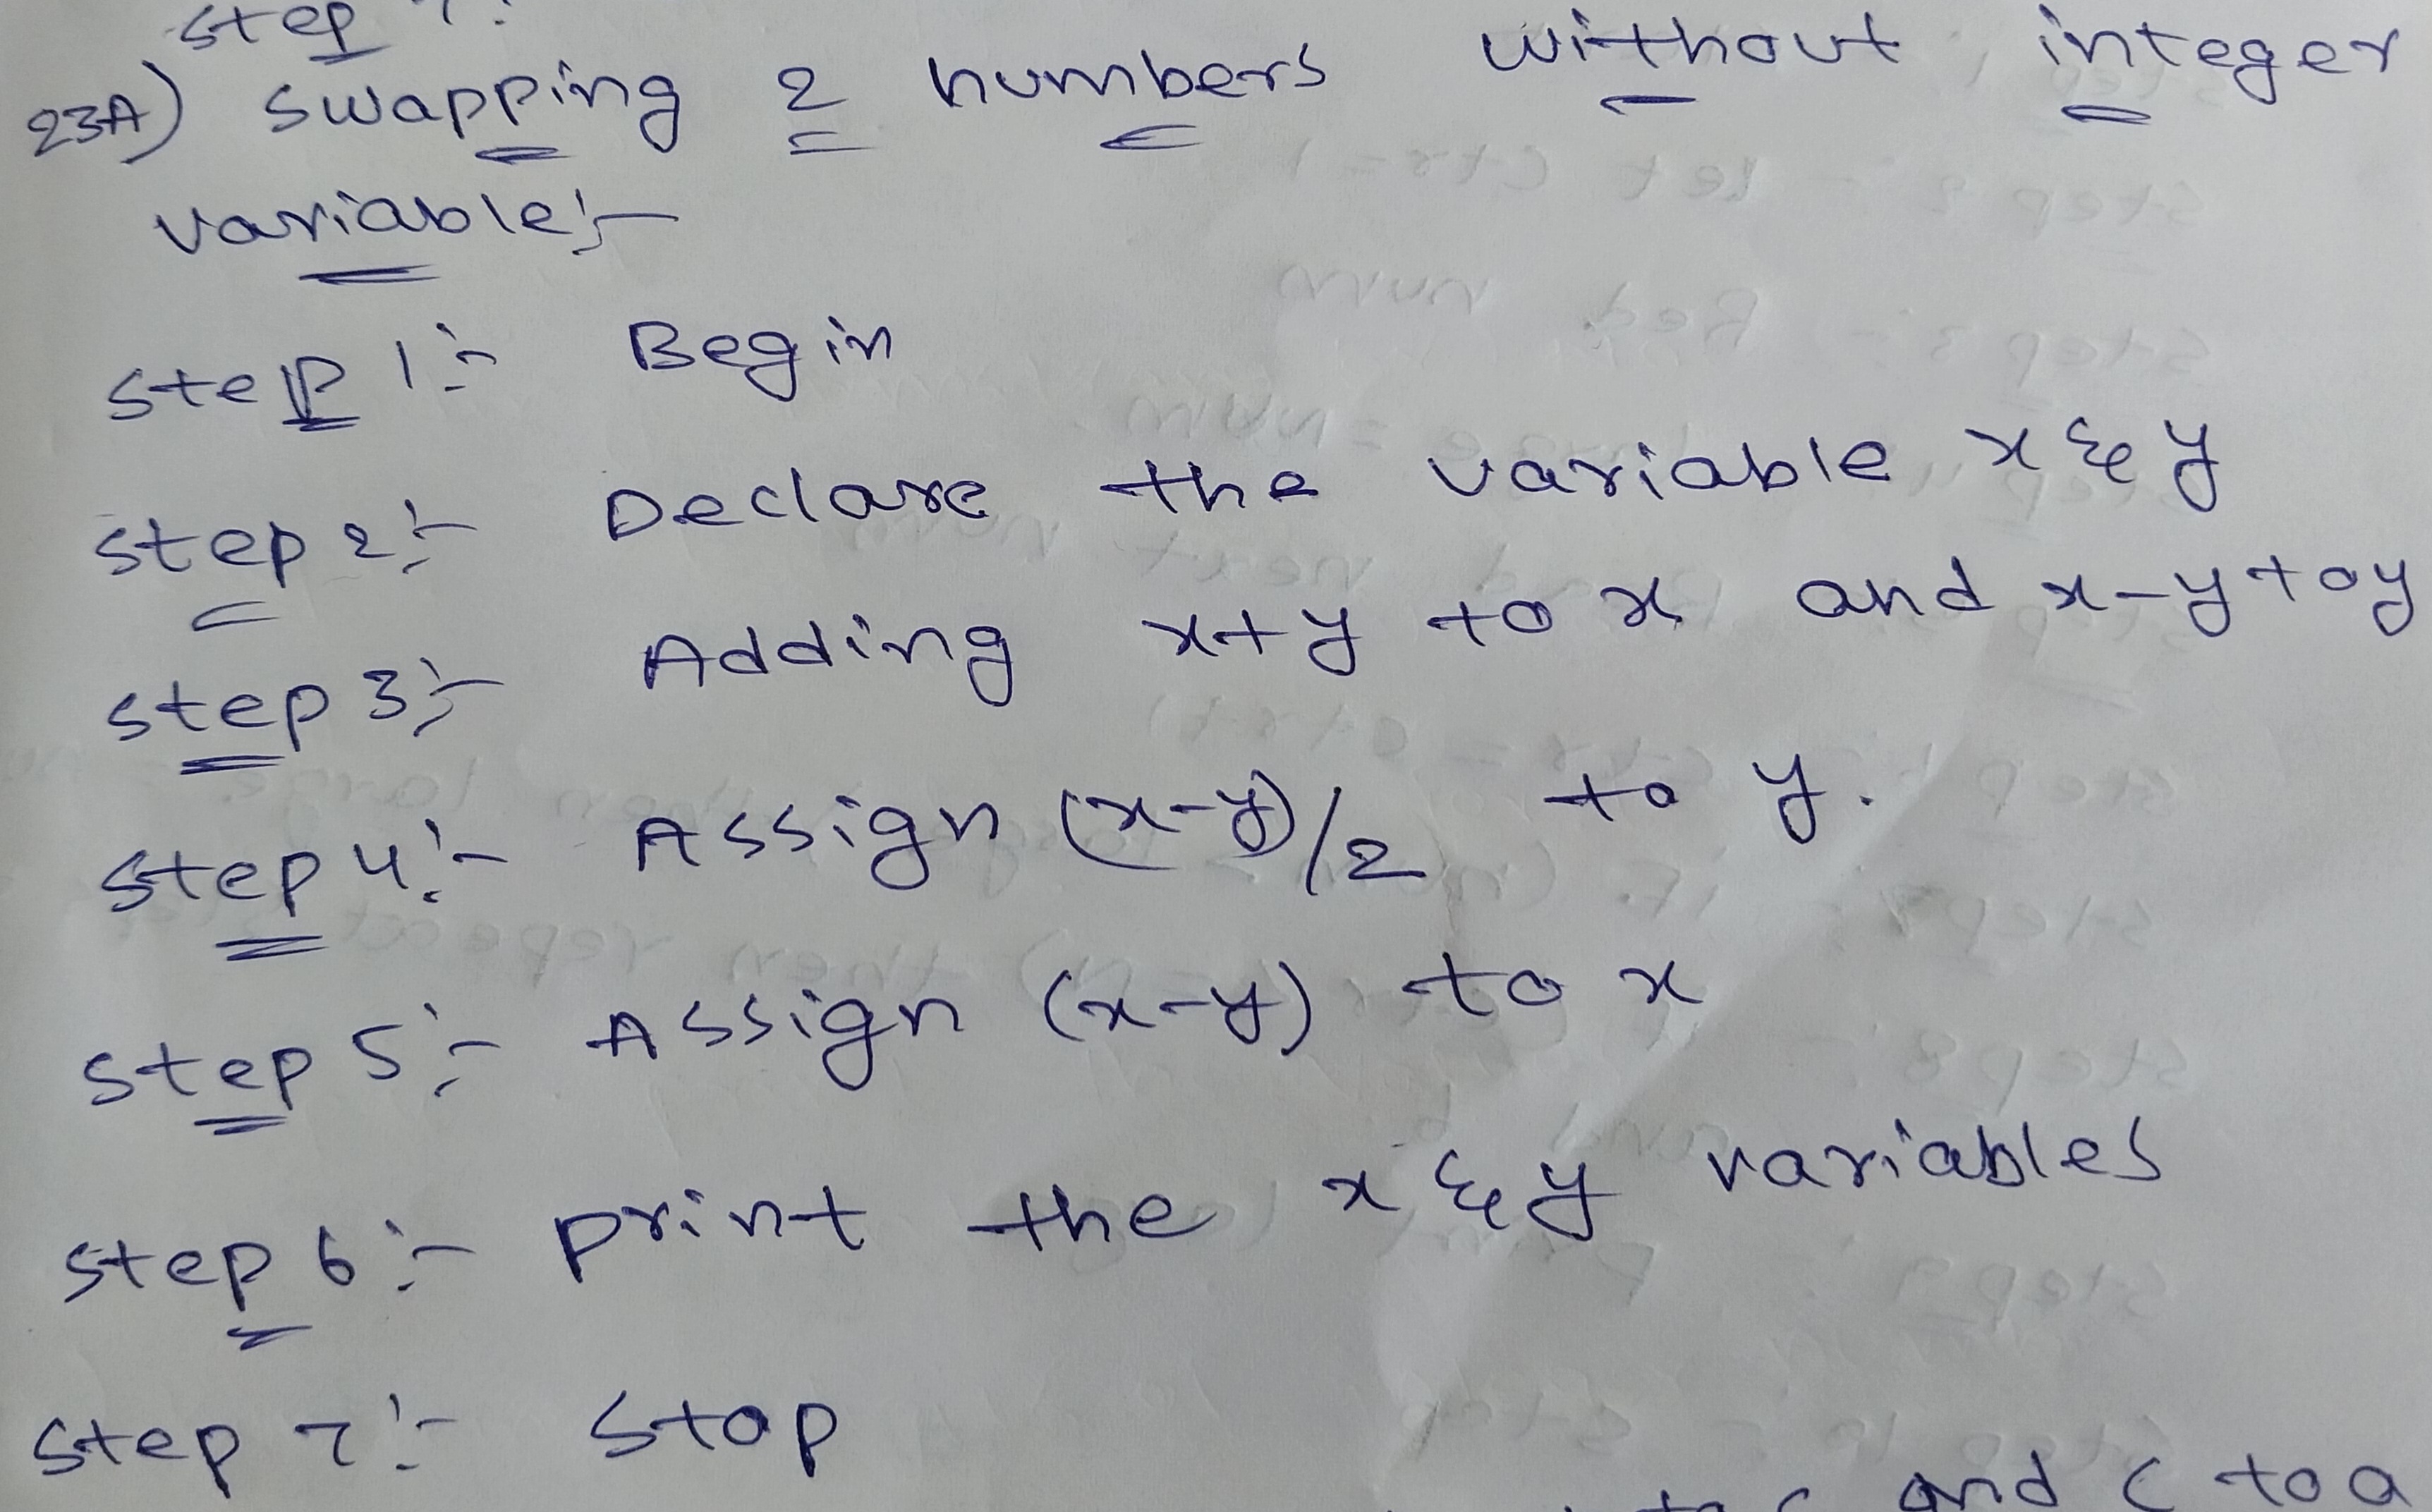 step 7:
23A) swapping 2 numbers without integer
variable:-
step 1:- Begin
step 2:- Declare the variable x & y
step 3:- Adding x+y to x and x-y to y
step 4:- Assign (x-y)/2 to y.
step 5:- Assign (x-y) to x
step 6:- print the x & y variables
step 7:- Stop
and c to a